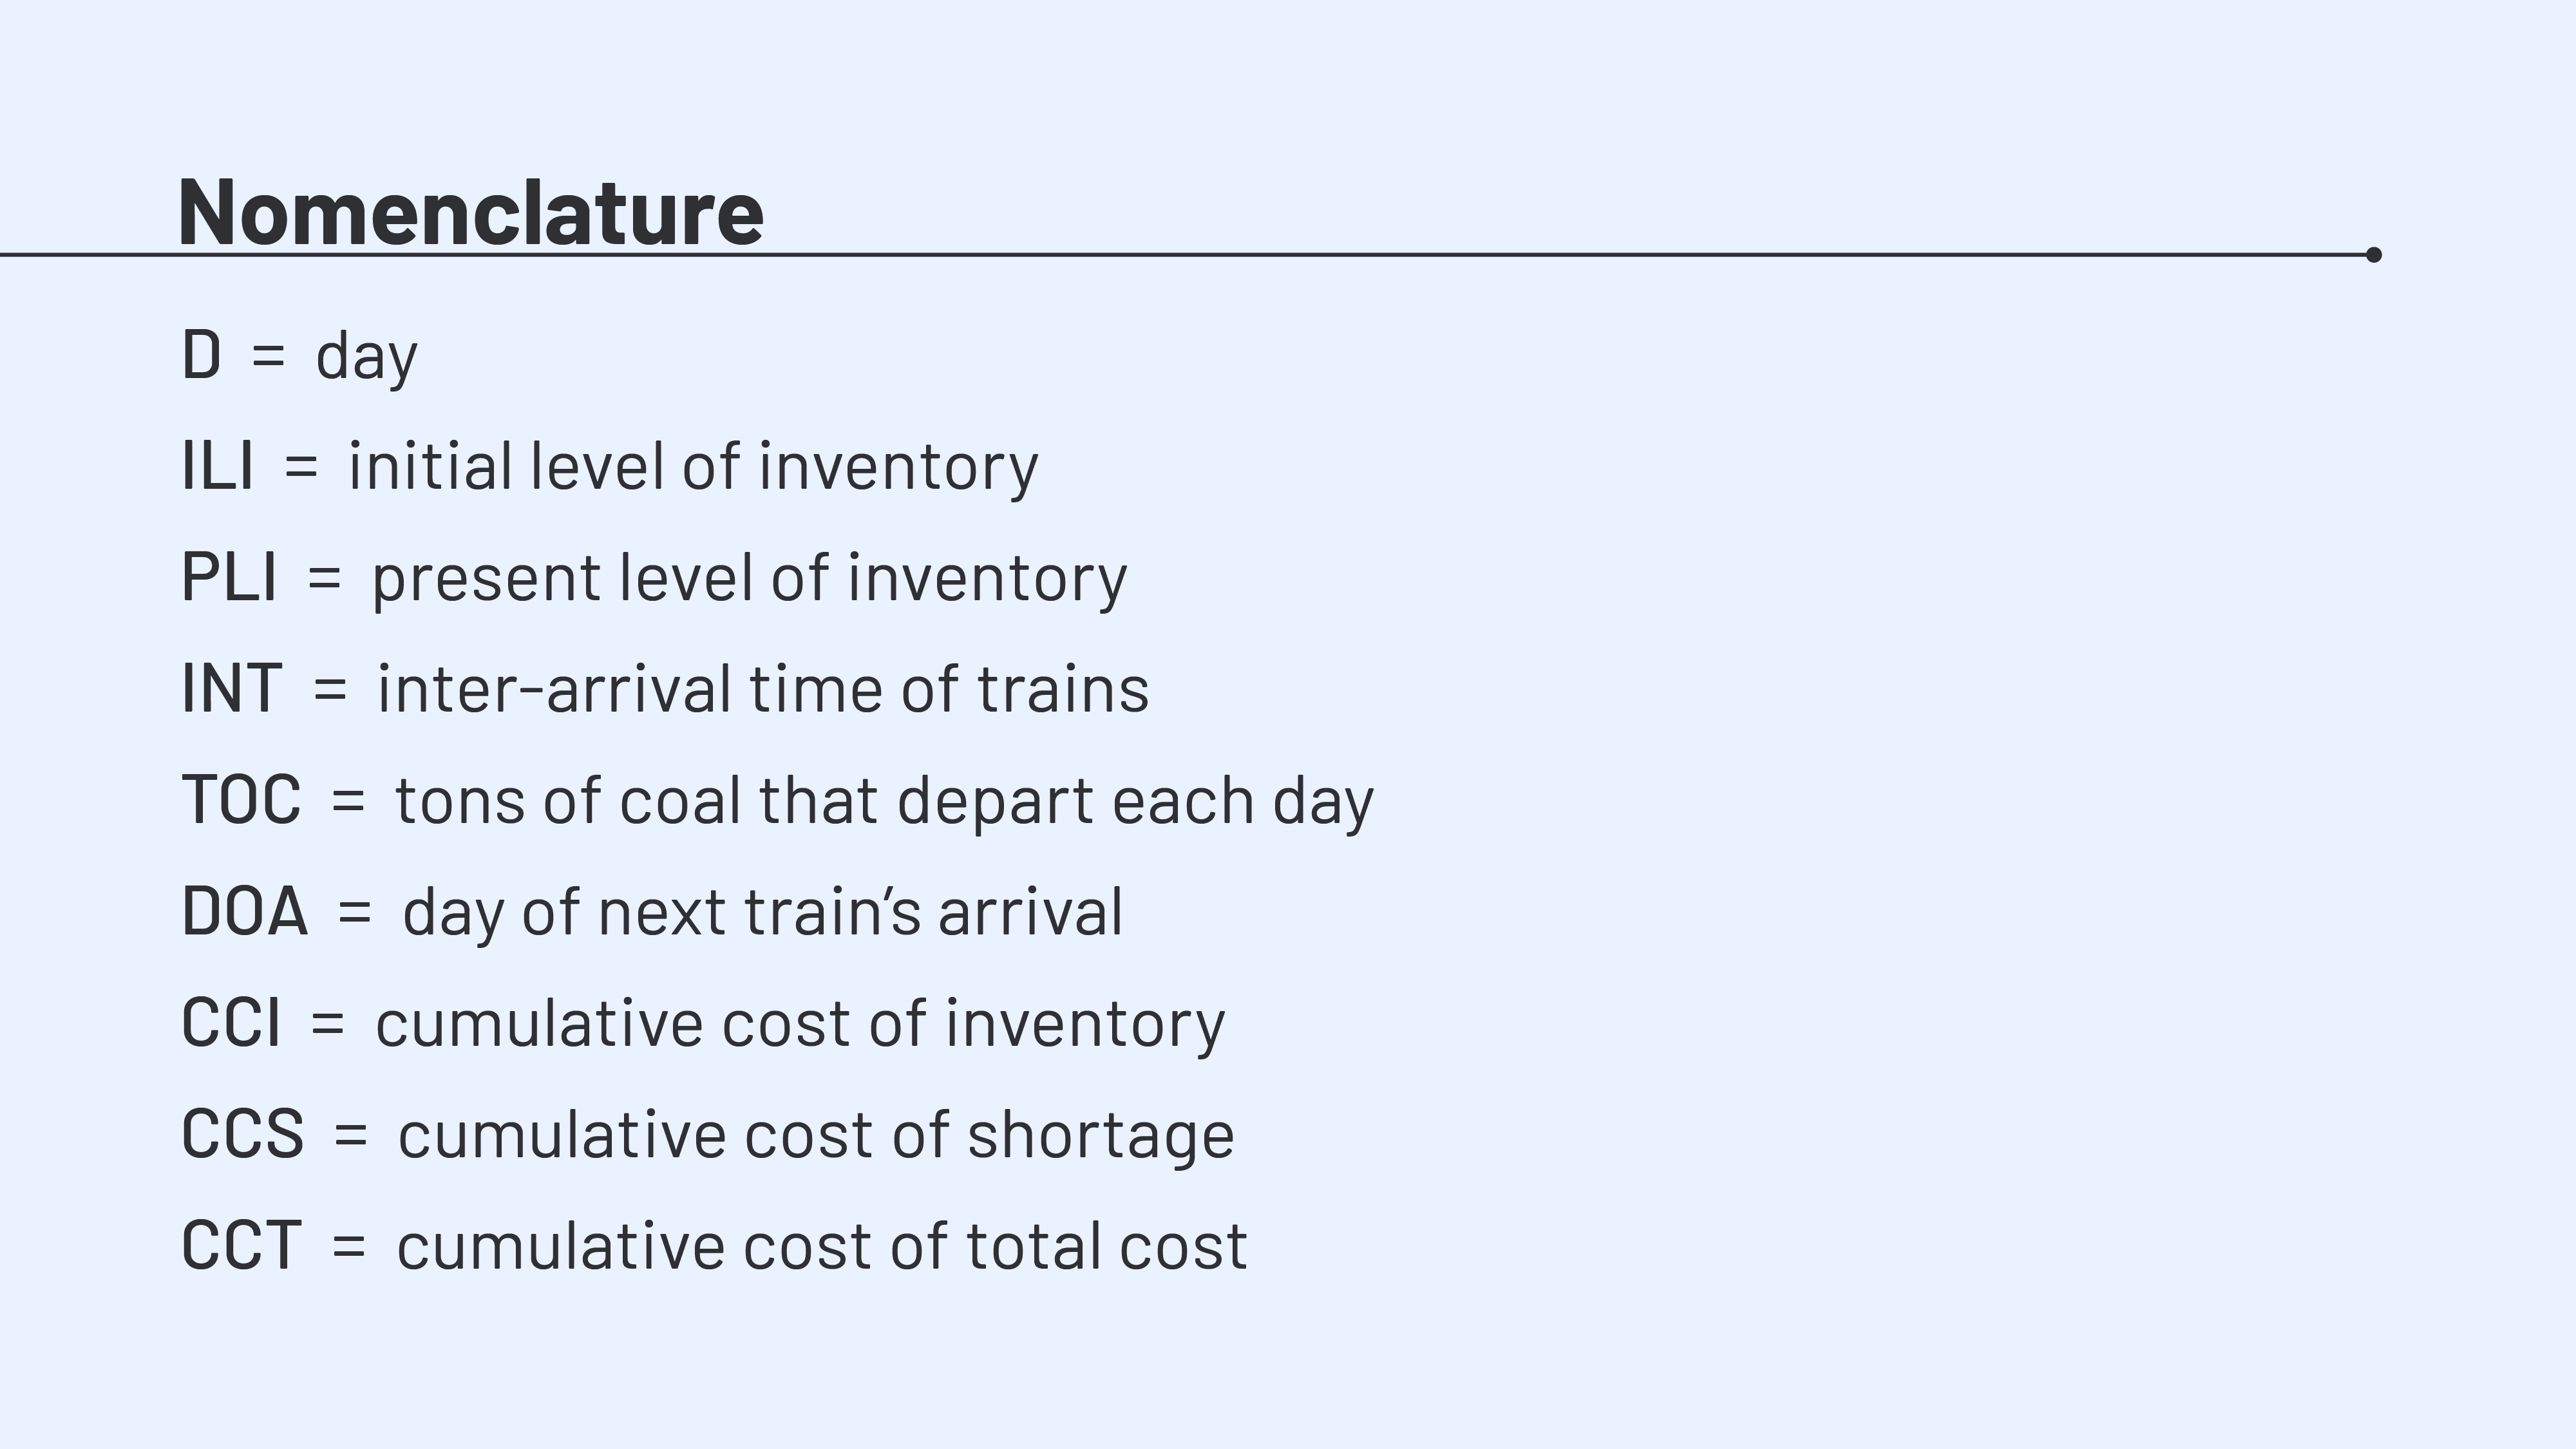 Nomenclature
D = day
ILI = initial level of inventory
PLI = present level of inventory
INT = inter-arrival time of trains
TOC = tons of coal that depart each day
DOA = day of next train’s arrival
CCI = cumulative cost of inventory
CCS = cumulative cost of shortage
CCT = cumulative cost of total cost